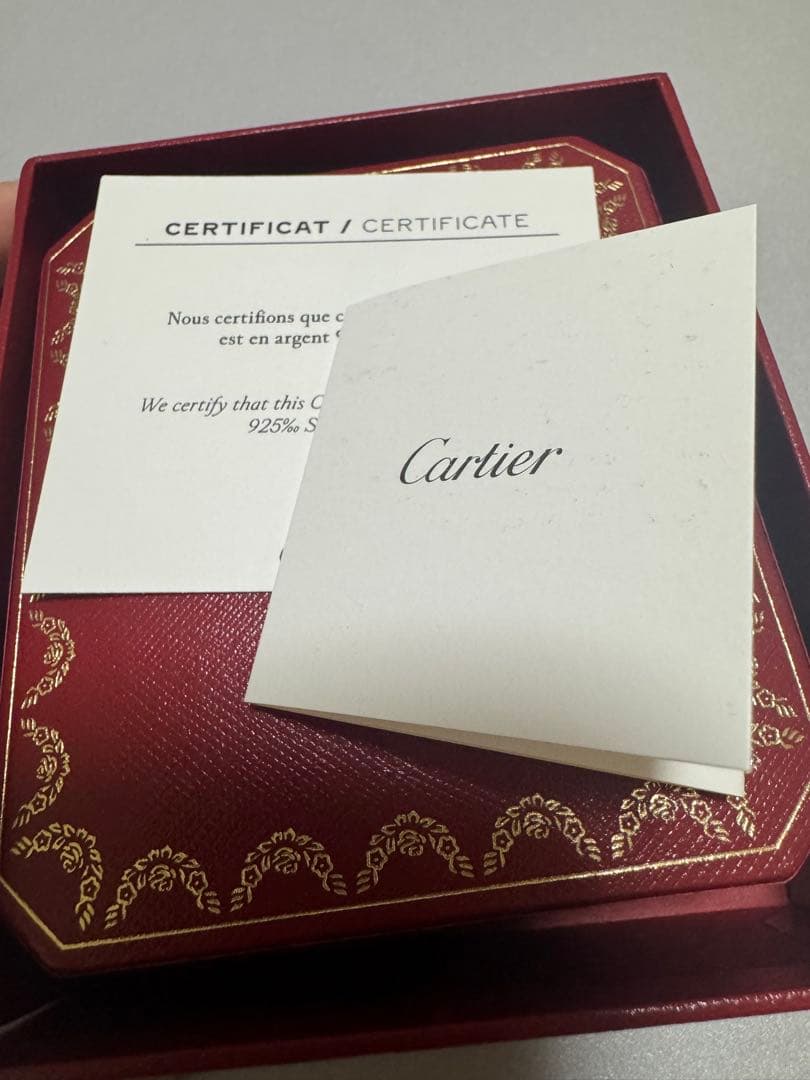 CERTIFICAT / CERTIFICATE
Nous certifions que
est en argent
We certify that this
925‰
Cartier